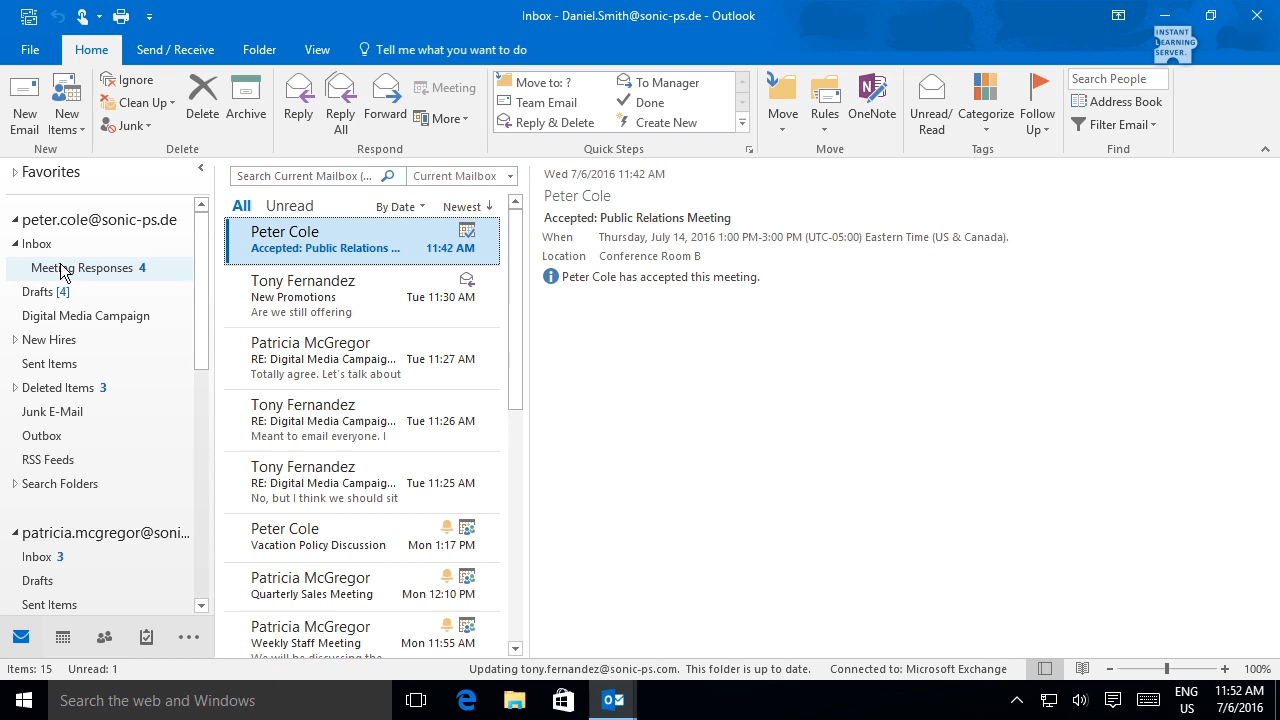 Inbox - Daniel.Smith@sonic-ps.de - Outlook
INSTANT
LEARNING
SERVER.
File
Home
Send / Receive
Folder
View
Tell me what you want to do
New
Email
New
Items
New
Ignore
Clean Up
Junk
Delete
Archive
Delete
Reply
Reply
All
Forward
Meeting
More
Respond
Move to: ?
Team Email
Reply & Delete
To Manager
Done
Create New
Quick Steps
Move
Rules
OneNote
Move
Unread/
Read
Categorize
Follow
Up
Tags
Search People
Address Book
Filter Email
Find
Favorites
peter.cole@sonic-ps.de
Inbox
Meeting Responses 4
Drafts [4]
Digital Media Campaign
New Hires
Sent Items
Deleted Items 3
Junk E-Mail
Outbox
RSS Feeds
Search Folders
patricia.mcgregor@soni...
Inbox 3
Drafts
Sent Items
Search Current Mailbox (...
Current Mailbox
All
Unread
By Date
Newest
Peter Cole
Accepted: Public Relations ... 11:42 AM
Tony Fernandez
New Promotions Tue 11:30 AM
Are we still offering
Patricia McGregor
RE: Digital Media Campaig... Tue 11:27 AM
Totally agree. Let's talk about
Tony Fernandez
RE: Digital Media Campaig... Tue 11:26 AM
Meant to email everyone. I
Tony Fernandez
RE: Digital Media Campaig... Tue 11:25 AM
No, but I think we should sit
Peter Cole
Vacation Policy Discussion Mon 1:17 PM
Patricia McGregor
Quarterly Sales Meeting Mon 12:10 PM
Patricia McGregor
Weekly Staff Meeting Mon 11:55 AM
We will be discussing the
Wed 7/6/2016 11:42 AM
Peter Cole
Accepted: Public Relations Meeting
When Thursday, July 14, 2016 1:00 PM-3:00 PM (UTC-05:00) Eastern Time (US & Canada).
Location Conference Room B
Peter Cole has accepted this meeting.
Items: 15 Unread: 1
Updating tony.fernandez@sonic-ps.com. This folder is up to date. Connected to: Microsoft Exchange
100%
Search the web and Windows
ENG
US
11:52 AM
7/6/2016